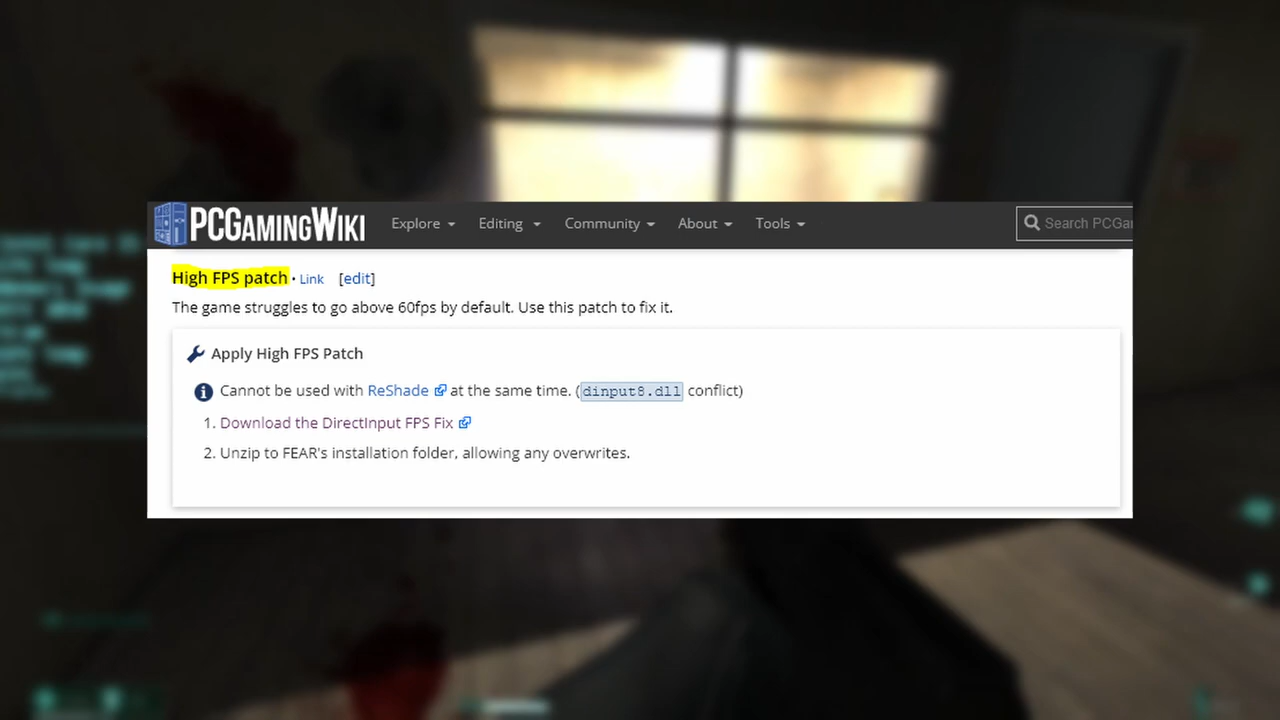 PCGamingWiki Explore Editing Community About Tools Search PCGa
High FPS patch • Link [edit]
The game struggles to go above 60fps by default. Use this patch to fix it.
Apply High FPS Patch
Cannot be used with ReShade at the same time. (dinput8.dll conflict)
1. Download the DirectInput FPS Fix
2. Unzip to FEAR's installation folder, allowing any overwrites.